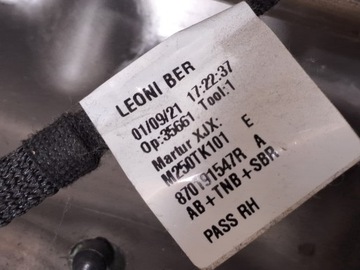 LEONI BER
01/09/21 17:22:37
Op:35661 Tool:1
Martur XJX: E
M250TK101
870191547R A
AB+TNB+SBR
PASS RH